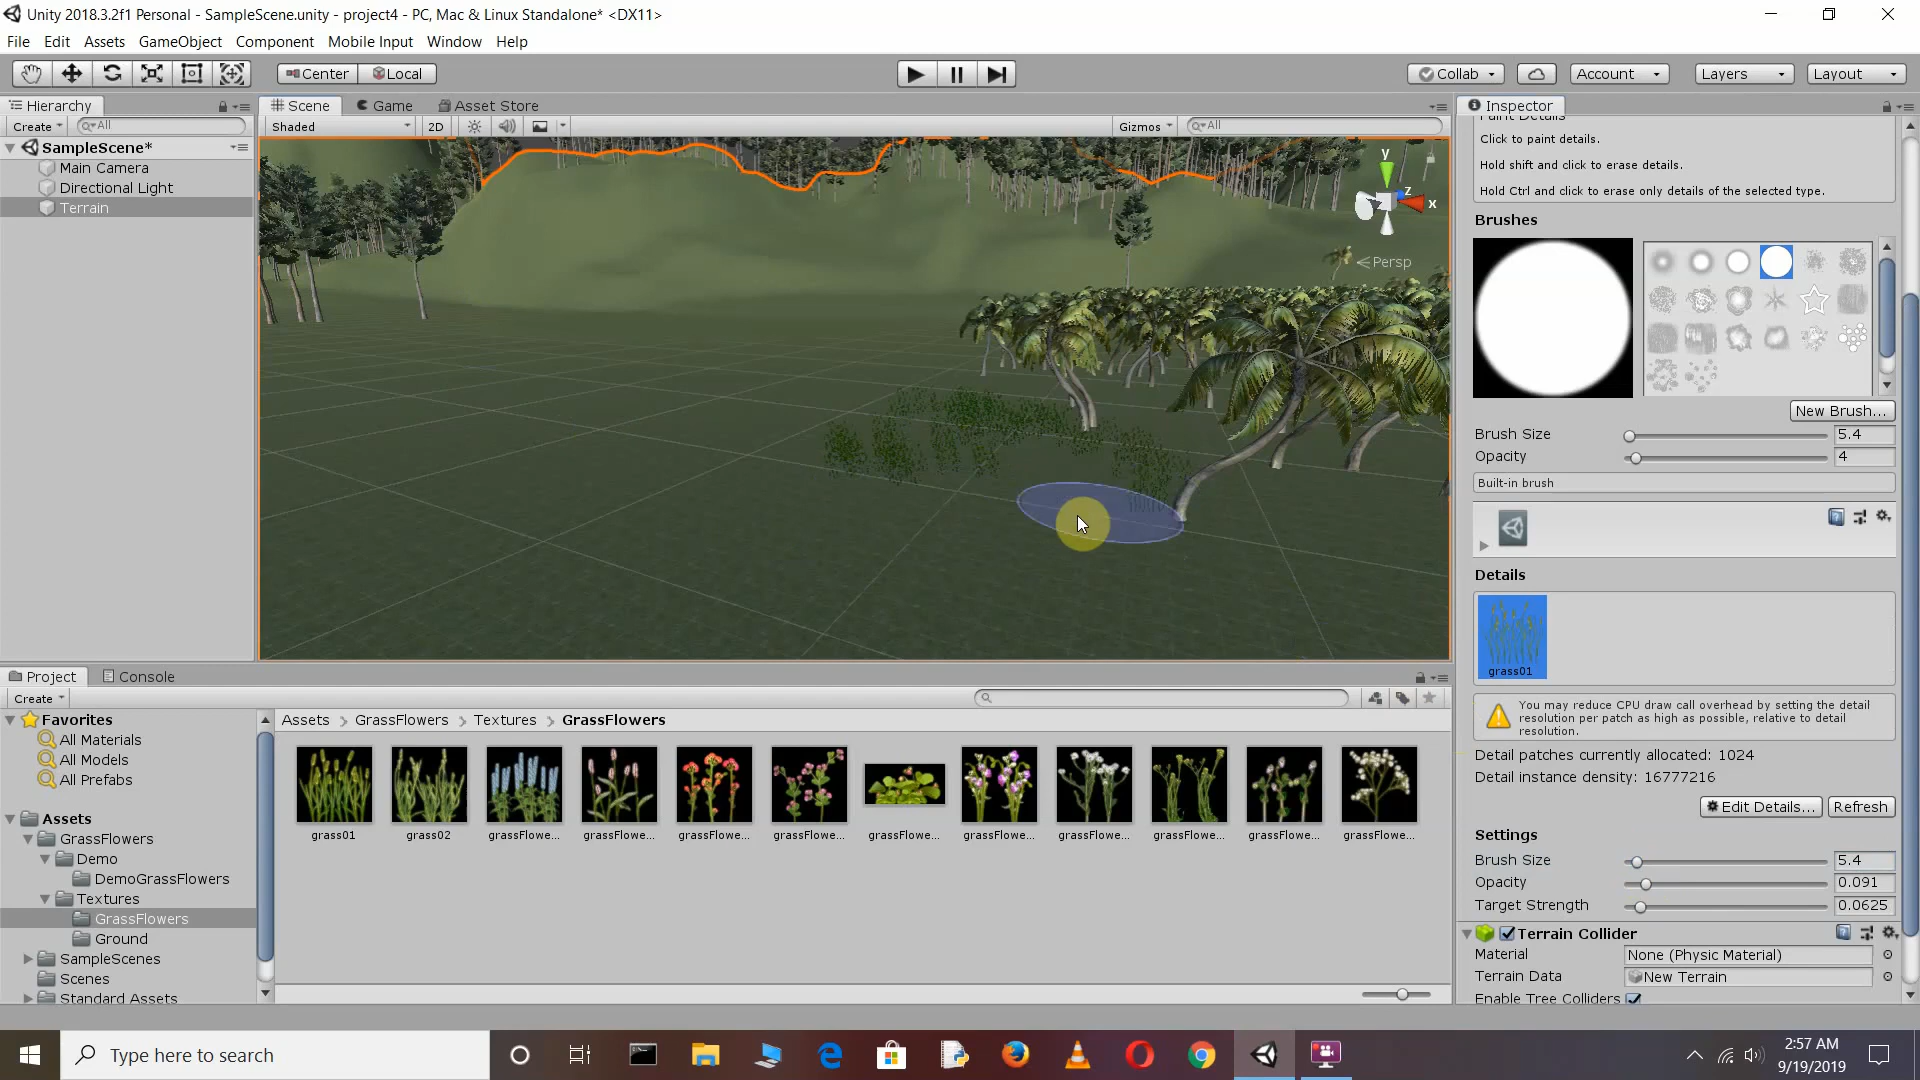 Unity 2018.3.2f1 Personal - SampleScene.unity - project4 - PC, Mac & Linux Standalone* <DX11>
File Edit Assets GameObject Component Mobile Input Window Help
Center Local Collab Account Layers Layout
Hierarchy
Create All
SampleScene*
Main Camera
Directional Light
Terrain
Scene Game Asset Store
Shaded 2D Gizmos All
y
z
x
Persp
Inspector
Paint Details
Click to paint details.
Hold shift and click to erase details.
Hold Ctrl and click to erase only details of the selected type.
Brushes
New Brush...
Brush Size 5.4
Opacity 4
Built-in brush
Details
grass01
You may reduce CPU draw call overhead by setting the detail
resolution per patch as high as possible, relative to detail
resolution.
Detail patches currently allocated: 1024
Detail instance density: 16777216
Edit Details... Refresh
Settings
Brush Size 5.4
Opacity 0.091
Target Strength 0.0625
Terrain Collider
Material None (Physic Material)
Terrain Data New Terrain
Enable Tree Colliders
Project Console
Create
Favorites
All Materials
All Models
All Prefabs
Assets
GrassFlowers
Demo
DemoGrassFlowers
Textures
GrassFlowers
Ground
SampleScenes
Scenes
Standard Assets
Assets > GrassFlowers > Textures > GrassFlowers
grass01 grass02 grassFlowe... grassFlowe... grassFlowe... grassFlowe... grassFlowe... grassFlowe... grassFlowe... grassFlowe... grassFlowe... grassFlowe...
Type here to search
2:57 AM
9/19/2019